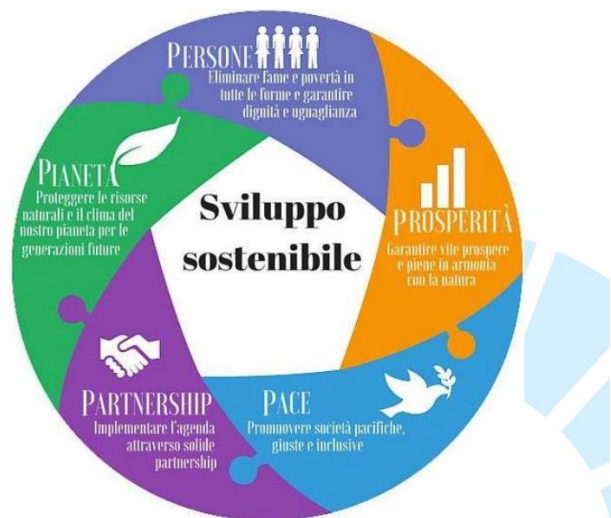 PERSONE
Eliminare fame e povertà in
tutte le forme e garantire
dignità e uguaglianza
PROSPERITÀ
Garantire vite prospere
e piene in armonia
con la natura
PACE
Promuovere società pacifiche,
giuste e inclusive
PARTNERSHIP
Implementare l'agenda
attraverso solide
partnership
PIANETA
Proteggere le risorse
naturali e il clima del
nostro pianeta per le
generazioni future
Sviluppo
sostenibile